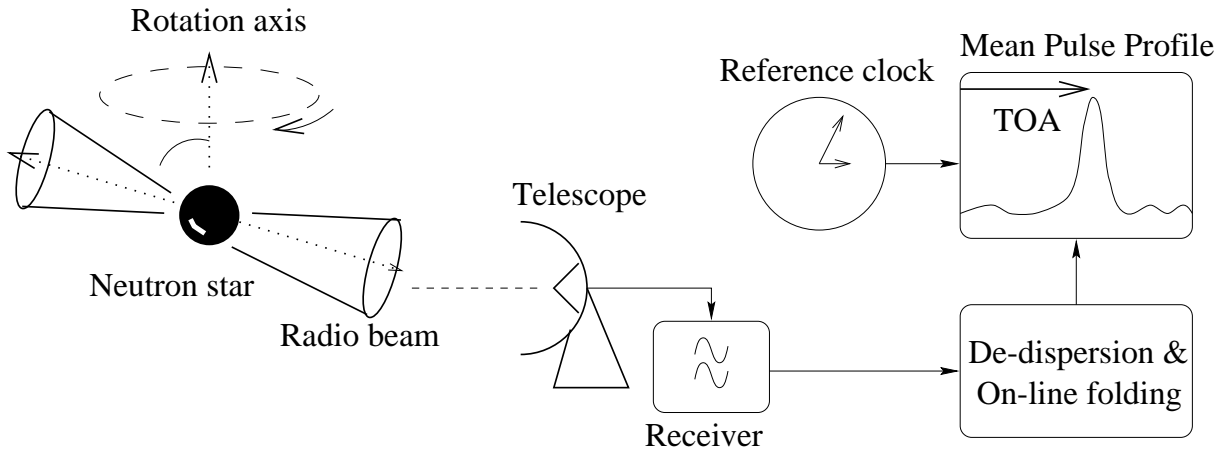 Rotation axis
Neutron star
Radio beam
Telescope
Receiver
Reference clock
Mean Pulse Profile
TOA
De-dispersion &
On-line folding